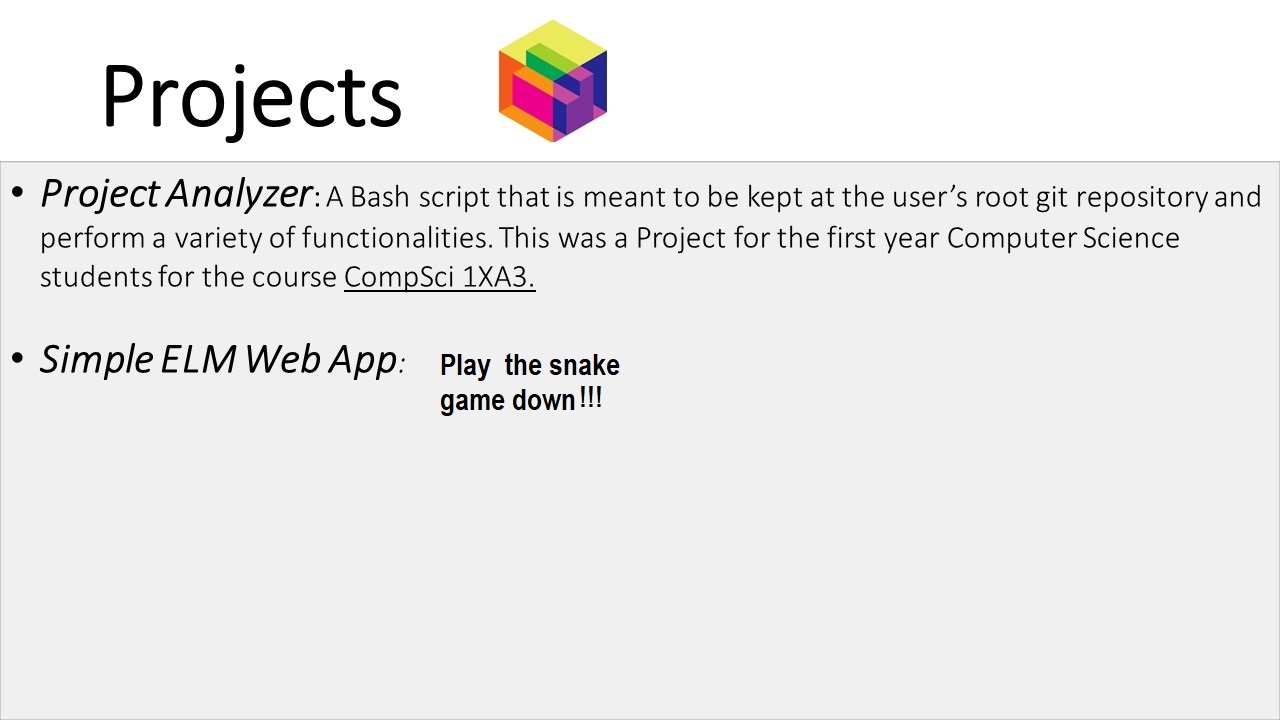 Projects
• Project Analyzer: A Bash script that is meant to be kept at the user’s root git repository and
perform a variety of functionalities. This was a Project for the first year Computer Science
students for the course CompSci 1XA3.
• Simple ELM Web App: Play the snake
game down!!!